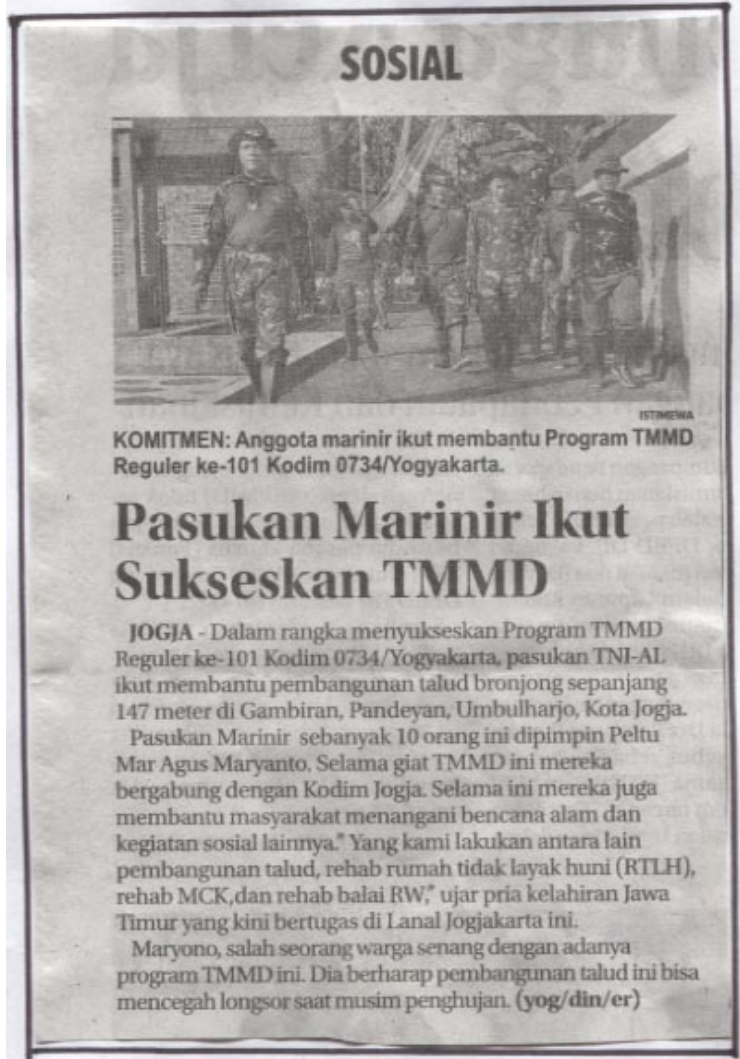 SOSIAL
ISTIMEWA
KOMITMEN: Anggota marinir ikut membantu Program TMMD
Reguler ke-101 Kodim 0734/Yogyakarta.
Pasukan Marinir Ikut
Sukseskan TMMD
JOGJA - Dalam rangka menyukseskan Program TMMD
Reguler ke-101 Kodim 0734/Yogyakarta, pasukan TNI-AL
ikut membantu pembangunan talud bronjong sepanjang
147 meter di Gambiran, Pandeyan, Umbulharjo, Kota Jogja.
Pasukan Marinir sebanyak 10 orang ini dipimpin Peltu
Mar Agus Maryanto. Selama giat TMMD ini mereka
bergabung dengan Kodim Jogja. Selama ini mereka juga
membantu masyarakat menangani bencana alam dan
kegiatan sosial lainnya." Yang kami lakukan antara lain
pembangunan talud, rehab rumah tidak layak huni (RTLH),
rehab MCK,dan rehab balai RW," ujar pria kelahiran Jawa
Timur yang kini bertugas di Lanal Jogjakarta ini.
Maryono, salah seorang warga senang dengan adanya
program TMMD ini. Dia berharap pembangunan talud ini bisa
mencegah longsor saat musim penghujan. (yog/din/er)